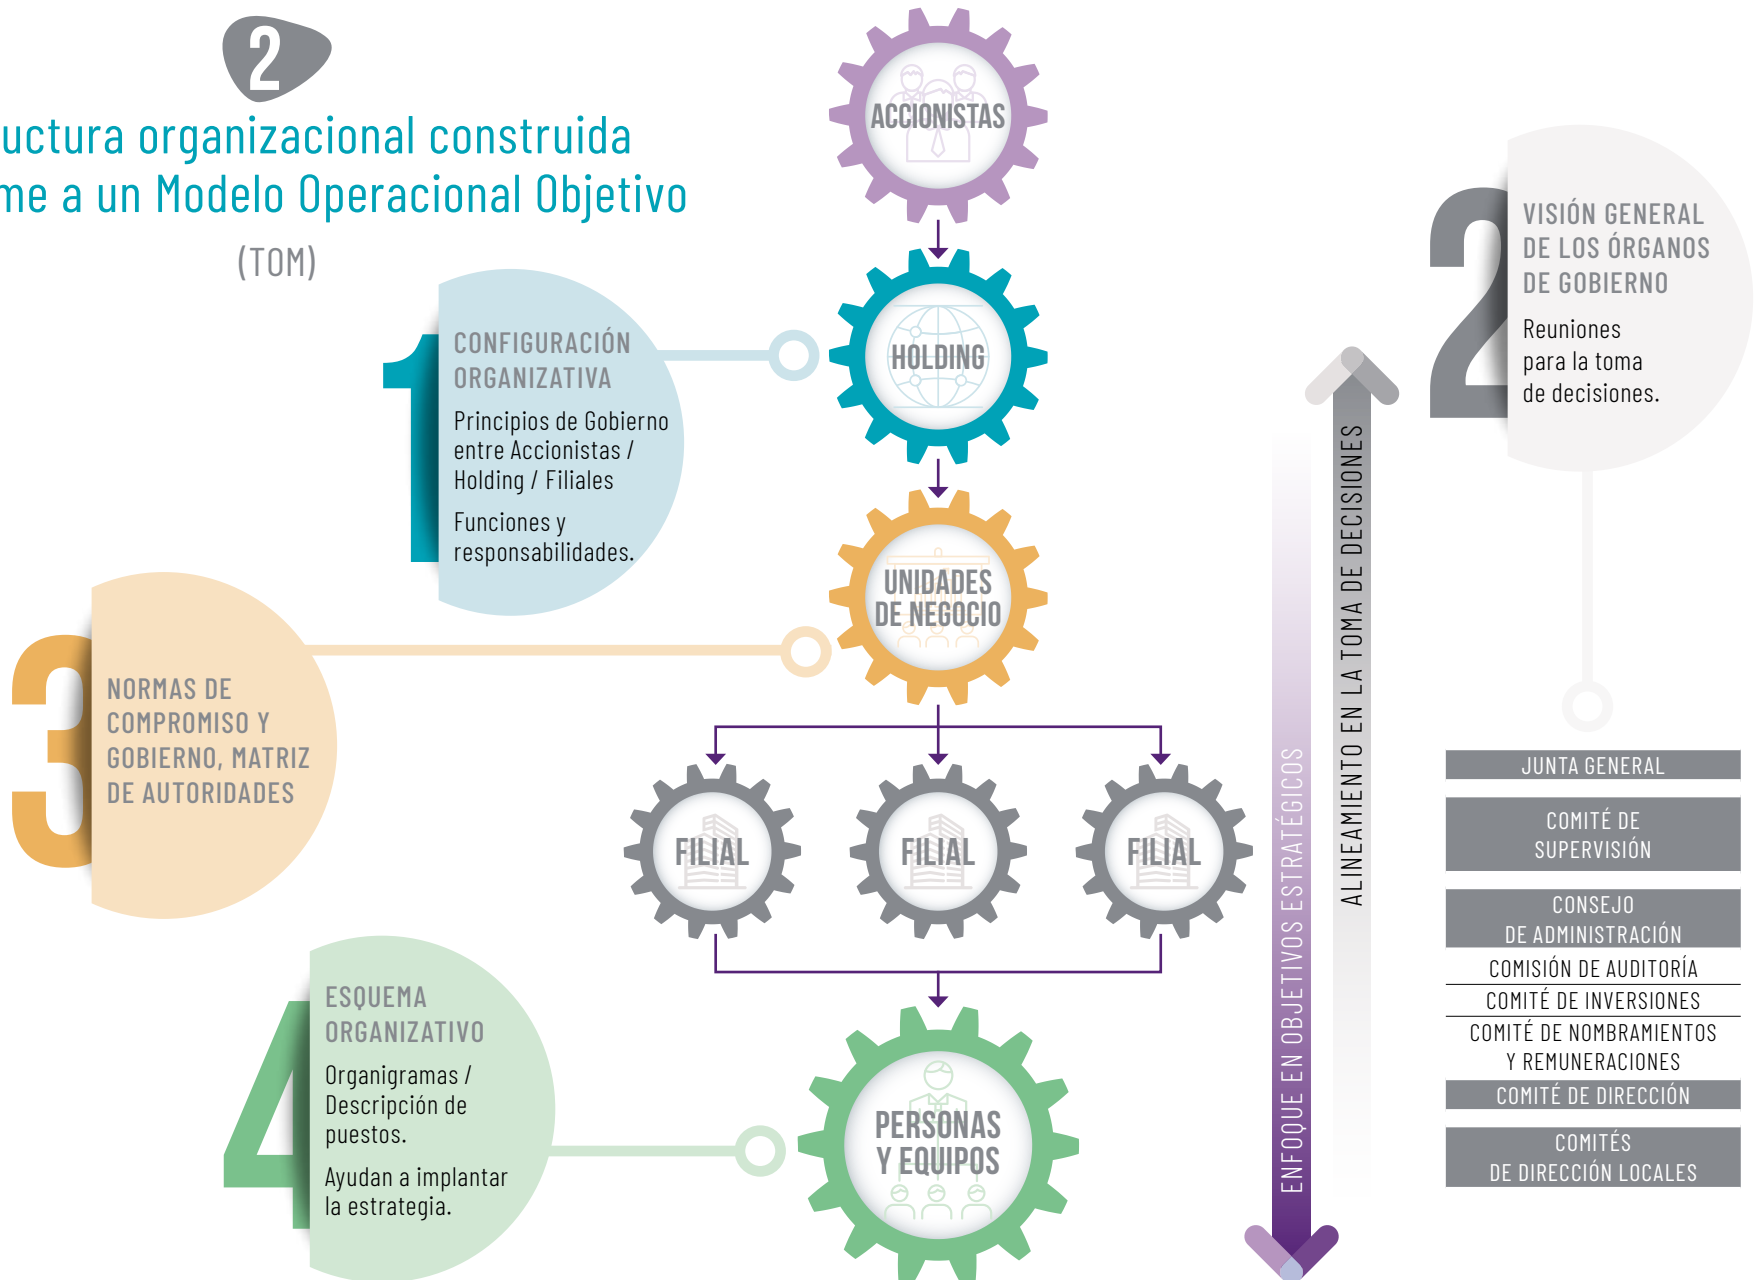 2
uctura organizacional construida
me a un Modelo Operacional Objetivo
(TOM)
ACCIONISTAS
HOLDING
UNIDADES
DE NEGOCIO
FILIAL
FILIAL
FILIAL
PERSONAS
Y EQUIPOS
1
CONFIGURACIÓN
ORGANIZATIVA
Principios de Gobierno
entre Accionistas /
Holding / Filiales
Funciones y
responsabilidades.
2
VISIÓN GENERAL
DE LOS ÓRGANOS
DE GOBIERNO
Reuniones
para la toma
de decisiones.
3
NORMAS DE
COMPROMISO Y
GOBIERNO, MATRIZ
DE AUTORIDADES
4
ESQUEMA
ORGANIZATIVO
Organigramas /
Descripción de
puestos.
Ayudan a implantar
la estrategia.
ENFOQUE EN OBJETIVOS ESTRATÉGICOS
ALINEAMIENTO EN LA TOMA DE DECISIONES
JUNTA GENERAL
COMITÉ DE
SUPERVISIÓN
CONSEJO
DE ADMINISTRACIÓN
COMISIÓN DE AUDITORÍA
COMITÉ DE INVERSIONES
COMITÉ DE NOMBRAMIENTOS
Y REMUNERACIONES
COMITÉ DE DIRECCIÓN
COMITÉS
DE DIRECCIÓN LOCALES